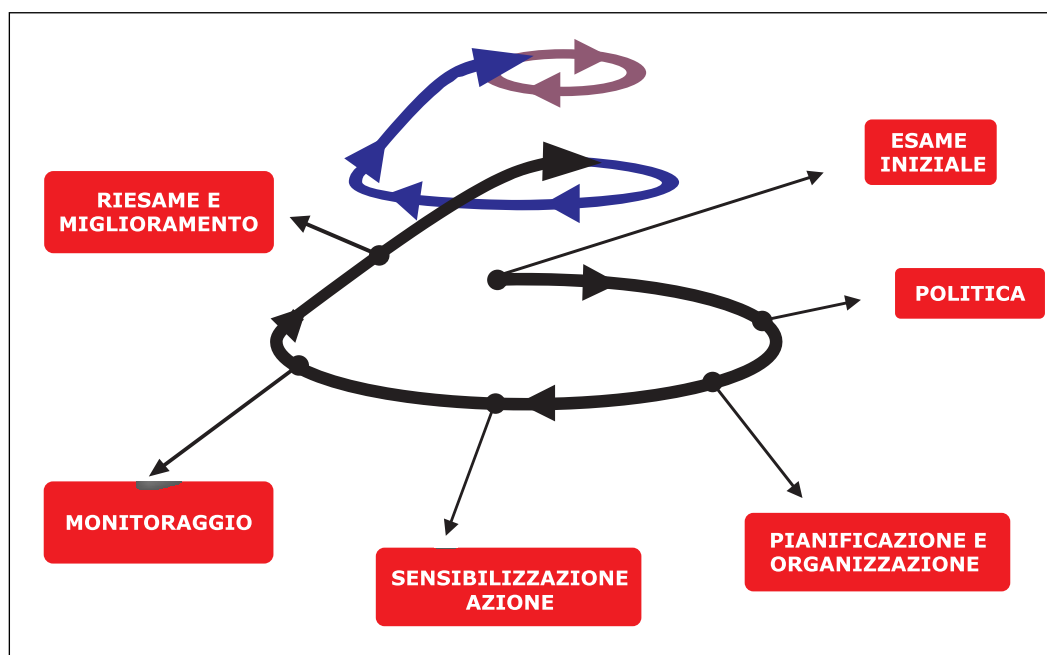 ESAME
INIZIALE
RIESAME E
MIGLIORAMENTO
POLITICA
MONITORAGGIO
PIANIFICAZIONE E
ORGANIZZAZIONE
SENSIBILIZZAZIONE
AZIONE